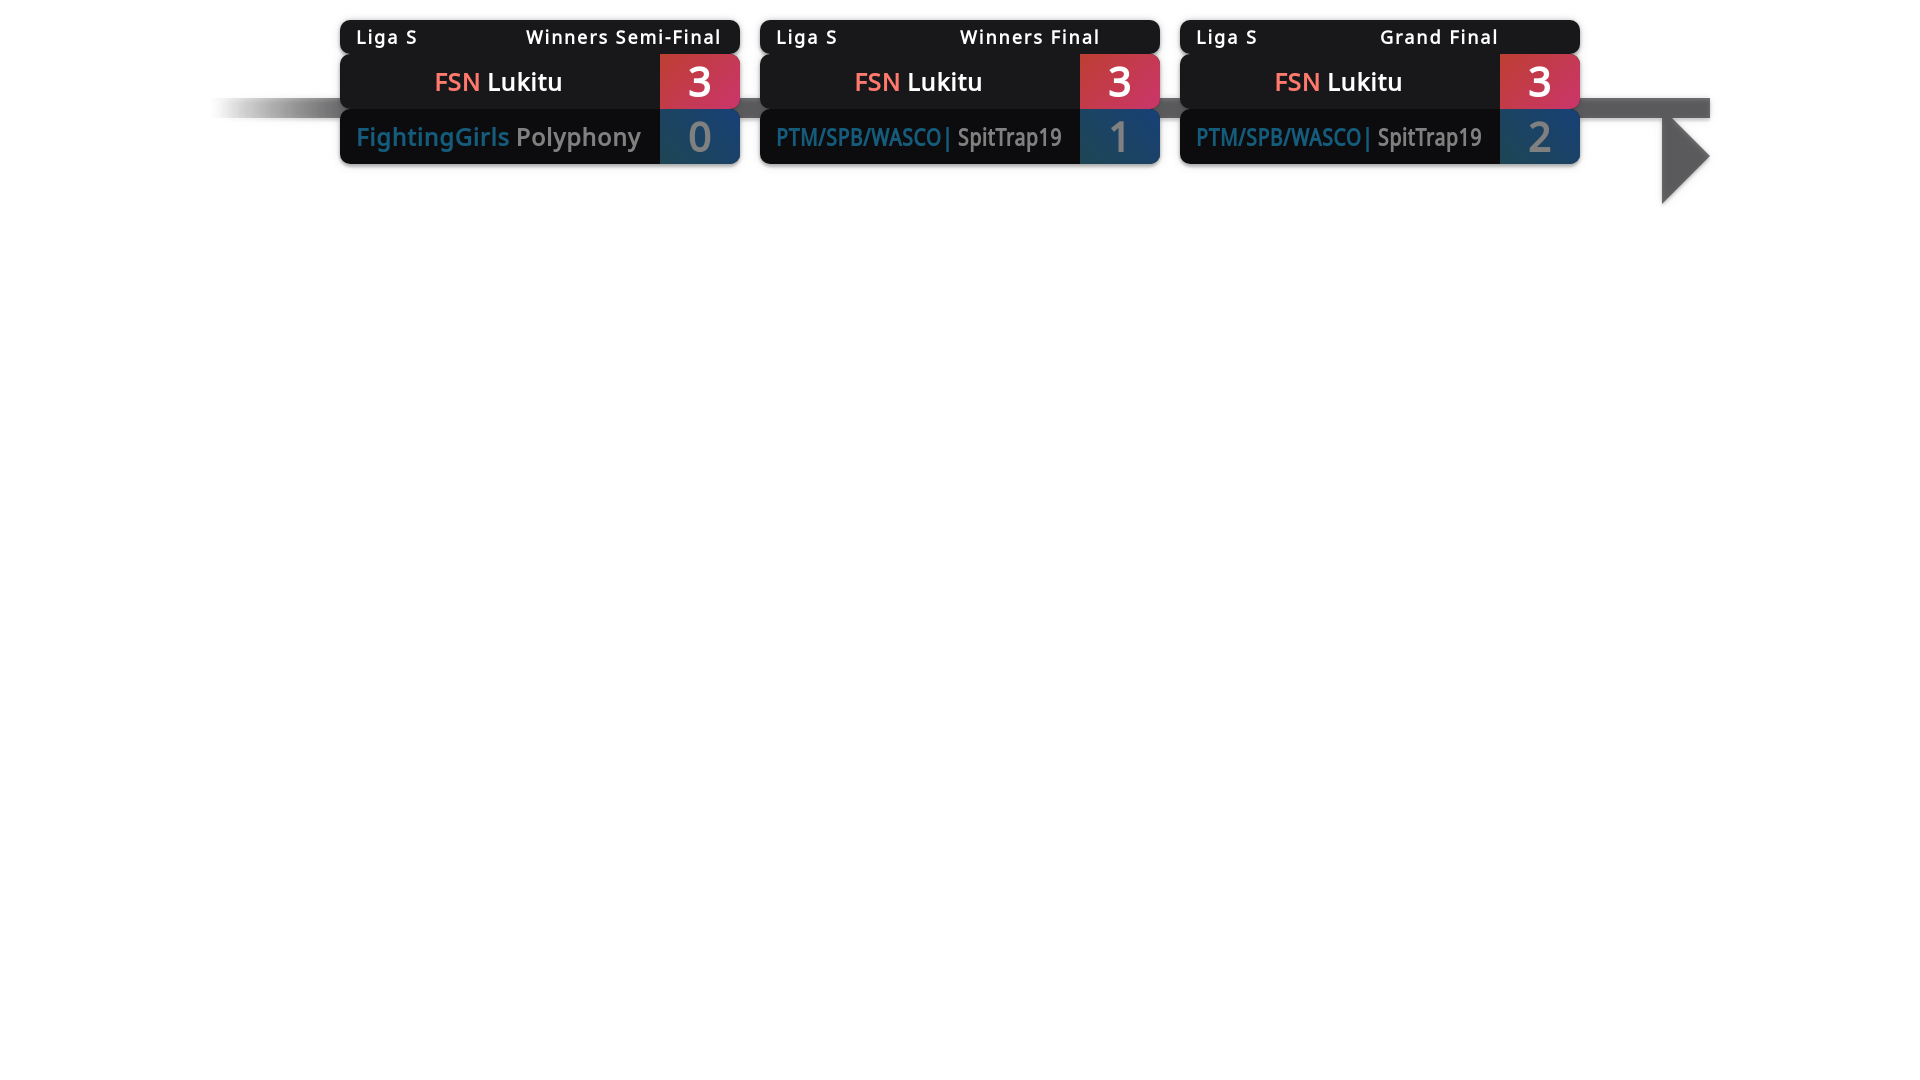 Liga S Winners Semi-Final
FSN Lukitu 3
FightingGirls Polyphony 0
Liga S Winners Final
FSN Lukitu 3
PTM/SPB/WASCO| SpitTrap19 1
Liga S Grand Final
FSN Lukitu 3
PTM/SPB/WASCO| SpitTrap19 2